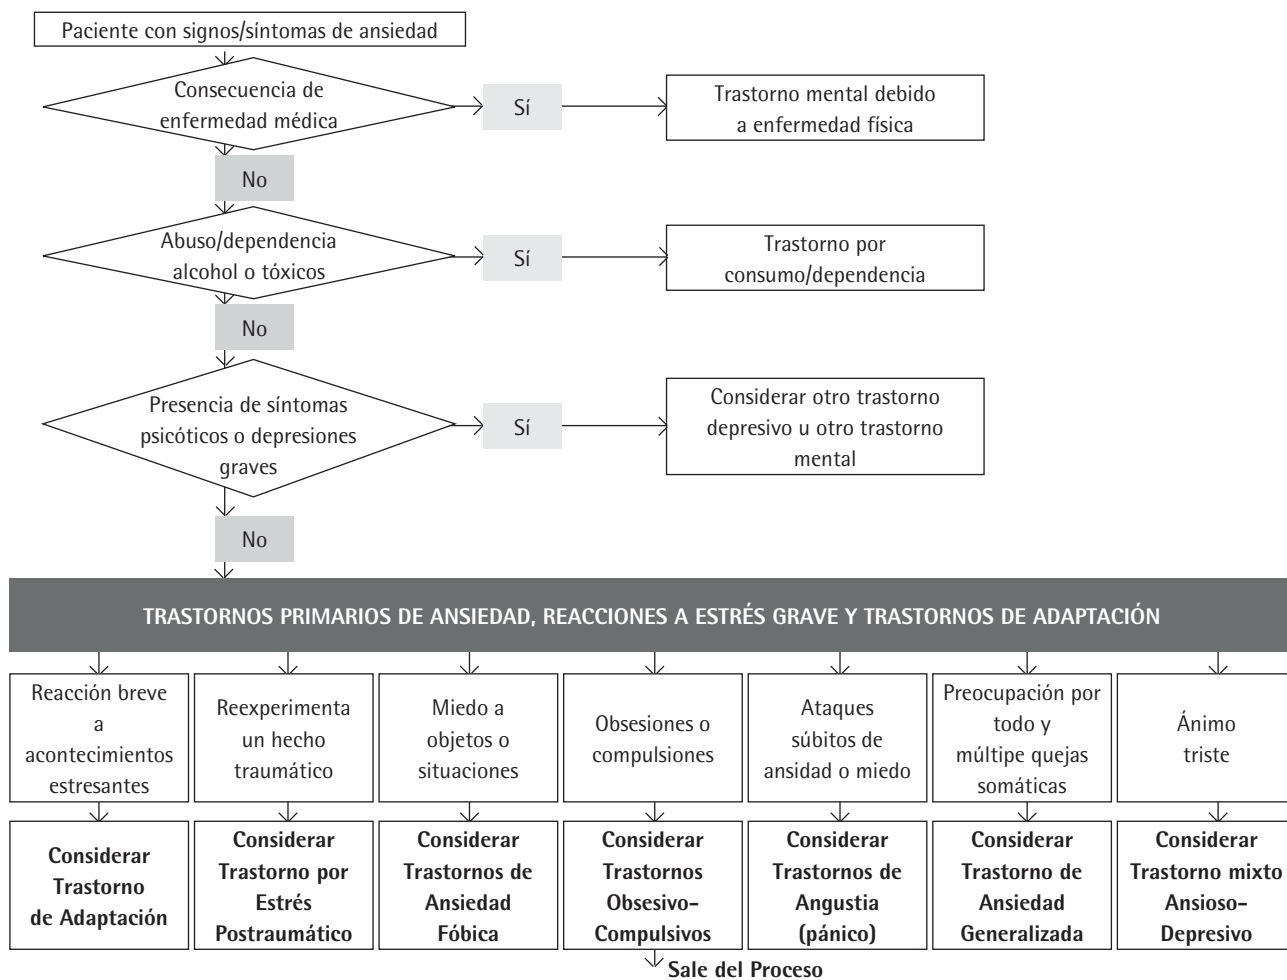 Paciente con signos/síntomas de ansiedad
Consecuencia de
enfermedad médica
Sí
Trastorno mental debido
a enfermedad física
No
Abuso/dependencia
alcohol o tóxicos
Sí
Trastorno por
consumo/dependencia
No
Presencia de síntomas
psicóticos o depresiones
graves
Sí
Considerar otro trastorno
depresivo u otro trastorno
mental
No
TRASTORNOS PRIMARIOS DE ANSIEDAD, REACCIONES A ESTRÉS GRAVE Y TRASTORNOS DE ADAPTACIÓN
Reacción breve
a
acontecimientos
estresantes
Reexperimenta
un hecho
traumático
Miedo a
objetos o
situaciones
Obsesiones o
compulsiones
Ataques
súbitos de
ansidad o miedo
Preocupación por
todo y
múltipe quejas
somáticas
Ánimo
triste
Considerar
Trastorno
de Adaptación
Considerar
Trastorno por
Estrés
Postraumático
Considerar
Trastornos de
Ansiedad
Fóbica
Considerar
Trastornos
Obsesivo-
Compulsivos
Considerar
Trastornos de
Angustia
(pánico)
Considerar
Trastorno de
Ansiedad
Generalizada
Considerar
Trastorno mixto
Ansioso-
Depresivo
Sale del Proceso